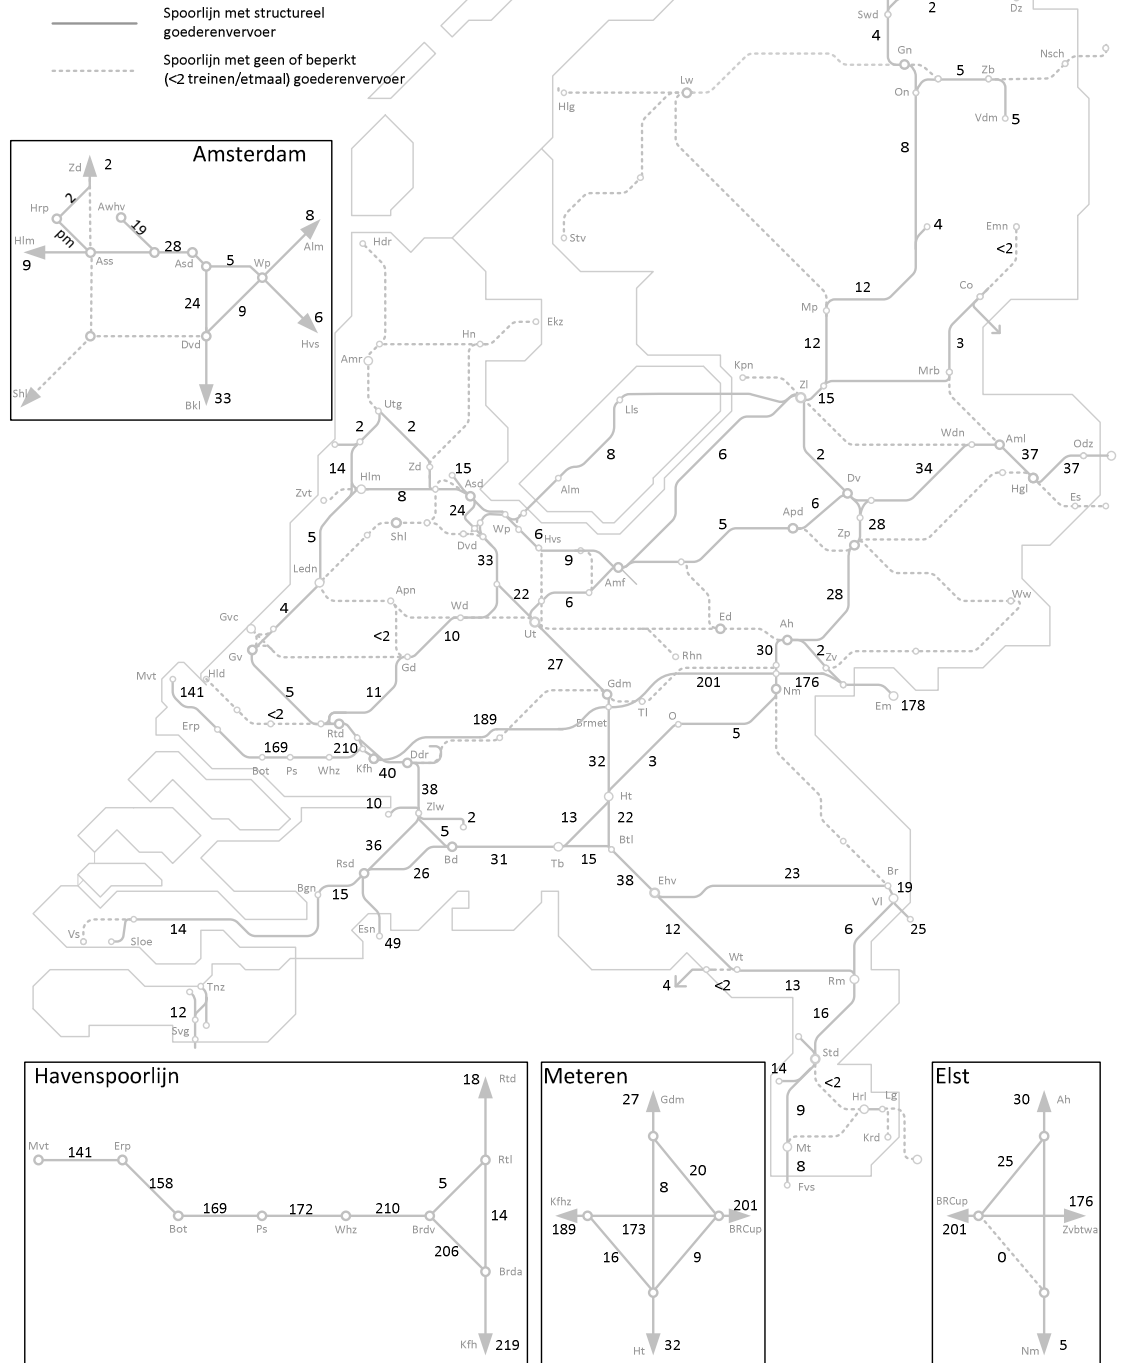 Spoorlijn met structureel
goederenvervoer
Spoorlijn met geen of beperkt
(<2 treinen/etmaal) goederenvervoer
Swd
2
Dz
4
Gn
5
Zb
Nsch
On
Vdm
5
8
Lw
Hlg
Stv
4
Emn
<2
Co
12
Mp
12
3
Mrb
Amsterdam
Zd
2
Hrp
2
Awhv
pm
19
28
Hlm
9
Ass
Asd
5
Wp
8
Alm
24
9
6
Hvs
Dvd
Shl
Bkl
33
Hdr
Hn
Ekz
Amr
Utg
2
2
Kpn
Zl
15
Lls
8
6
2
Wdn
Aml
37
Odz
37
34
Hgl
Es
14
Hlm
Zd
15
Asd
Zvt
8
Alm
Dv
6
Apd
5
28
Zp
5
Shl
24
Dvd
Wp
6
Hvs
33
9
Amf
Ledn
4
Apn
Wd
22
6
Ut
Ed
28
Ww
Gvc
Gv
<2
10
Gd
Ah
30
2
Zv
Rhn
27
Mvt
141
Hld
5
11
Gdm
201
176
Nm
Em
178
Tl
Erp
<2
Rtd
189
Brmet
O
5
169
210
Bot
Ps
Whz
Kfh
40
Ddr
32
3
10
38
Zlw
2
Ht
13
22
36
5
Bd
31
Tb
15
Btl
Rsd
26
38
Ehv
23
Br
19
Vl
Bgn
15
14
Vs
Sloe
Esn
49
12
6
25
Wt
4
<2
13
Rm
Tnz
12
Svg
16
Std
14
<2
9
Hrl
Lg
Mt
Krd
8
Fvs
Havenspoorlijn
18
Rtd
Mvt
141
Erp
Rtl
158
5
169
172
210
14
Bot
Ps
Whz
Brdv
206
Brda
Kfh
219
Meteren
27
Gdm
20
8
Kfhz
201
189
173
BRCup
16
9
Ht
32
Elst
30
Ah
25
BRCup
176
201
Zvbtwa
0
Nm
5